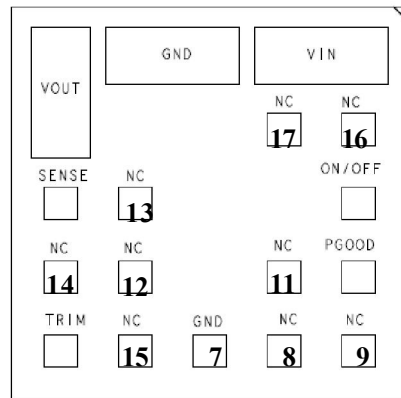 GND VIN
VOUT
NC NC
17 16
SENSE NC ON/OFF
13
NC NC NC PGOOD
14 12 11
TRIM NC GND NC NC
15 7 8 9